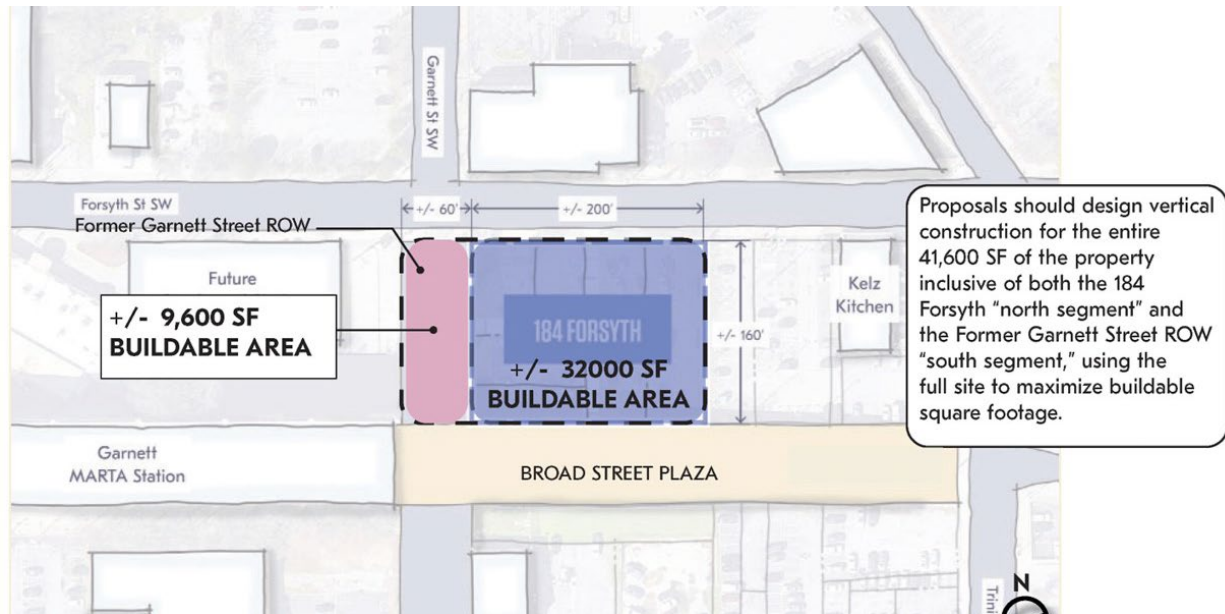 Garnett St SW
Forsyth St SW
+/- 60'
+/- 200'
Former Garnett Street ROW
Future
+/- 9,600 SF
BUILDABLE AREA
184 FORSYTH
+/- 32000 SF
BUILDABLE AREA
+/- 160'
Kelz
Kitchen
Proposals should design vertical
construction for the entire
41,600 SF of the property
inclusive of both the 184
Forsyth “north segment” and
the Former Garnett Street ROW
“south segment,” using the
full site to maximize buildable
square footage.
Garnett
MARTA Station
BROAD STREET PLAZA
N